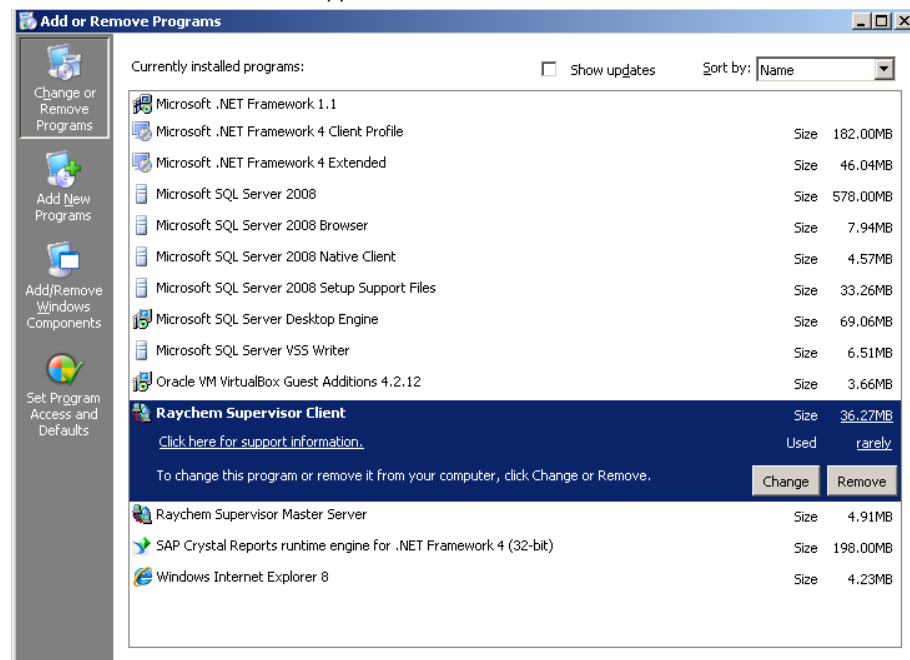 Add or Remove Programs
Change or
Remove
Programs
Add New
Programs
Add/Remove
Windows
Components
Set Program
Access and
Defaults
Currently installed programs:
Show updates
Sort by: Name
Microsoft .NET Framework 1.1
Microsoft .NET Framework 4 Client Profile Size 182.00MB
Microsoft .NET Framework 4 Extended Size 46.04MB
Microsoft SQL Server 2008 Size 578.00MB
Microsoft SQL Server 2008 Browser Size 7.94MB
Microsoft SQL Server 2008 Native Client Size 4.57MB
Microsoft SQL Server 2008 Setup Support Files Size 33.26MB
Microsoft SQL Server Desktop Engine Size 69.06MB
Microsoft SQL Server VSS Writer Size 6.51MB
Oracle VM VirtualBox Guest Additions 4.2.12 Size 3.66MB
Raychem Supervisor Client Size 36.27MB
Click here for support information. Used rarely
To change this program or remove it from your computer, click Change or Remove. Change Remove
Raychem Supervisor Master Server Size 4.91MB
SAP Crystal Reports runtime engine for .NET Framework 4 (32-bit) Size 198.00MB
Windows Internet Explorer 8 Size 4.23MB